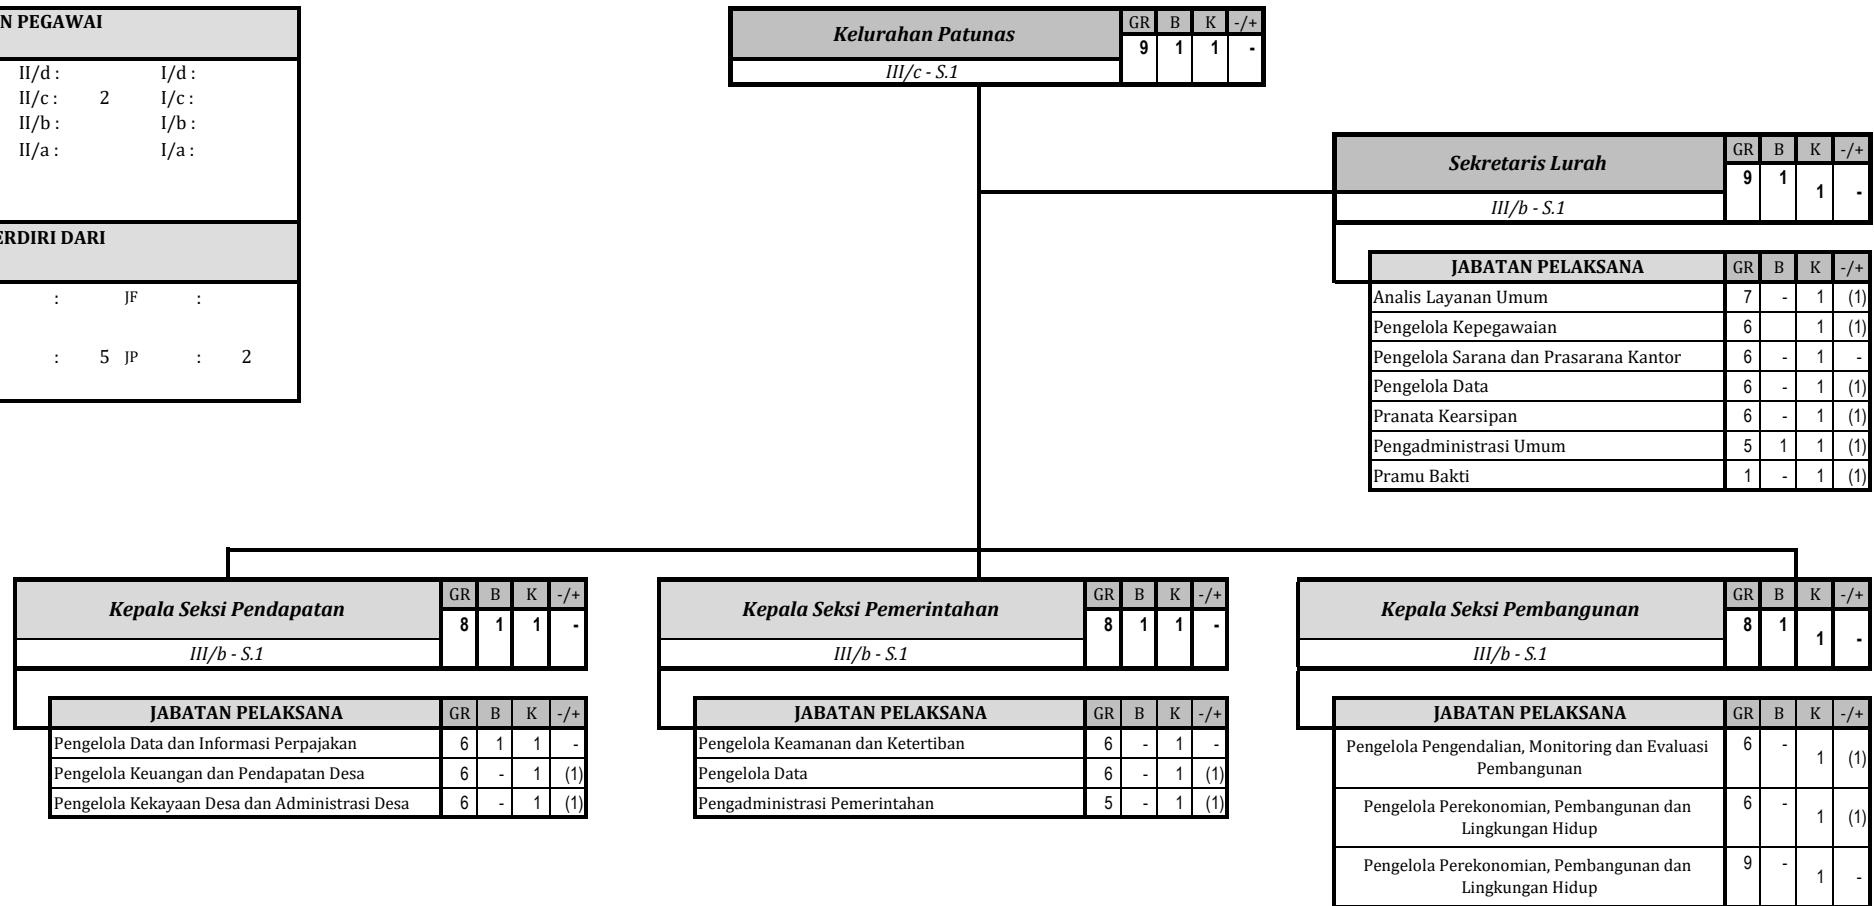 N PEGAWAI
II/d : I/d :
II/c : 2 I/c :
II/b : I/b :
II/a : I/a :
ERDIRI DARI
: JF :
: 5 JP : 2
Kelurahan Patunas GR B K -/+
9 1 1 -
III/c - S.1
Sekretaris Lurah GR B K -/+
9 1 1 -
III/b - S.1
JABATAN PELAKSANA GR B K -/+
Analis Layanan Umum 7 - 1 (1)
Pengelola Kepegawaian 6 1 (1)
Pengelola Sarana dan Prasarana Kantor 6 - 1 -
Pengelola Data 6 - 1 (1)
Pranata Kearsipan 6 - 1 (1)
Pengadministrasi Umum 5 1 1 (1)
Pramu Bakti 1 - 1 (1)
Kepala Seksi Pendapatan GR B K -/+
8 1 1 -
III/b - S.1
JABATAN PELAKSANA GR B K -/+
Pengelola Data dan Informasi Perpajakan 6 1 1 -
Pengelola Keuangan dan Pendapatan Desa 6 - 1 (1)
Pengelola Kekayaan Desa dan Administrasi Desa 6 - 1 (1)
Kepala Seksi Pemerintahan GR B K -/+
8 1 1 -
III/b - S.1
JABATAN PELAKSANA GR B K -/+
Pengelola Keamanan dan Ketertiban 6 - 1 -
Pengelola Data 6 - 1 (1)
Pengadministrasi Pemerintahan 5 - 1 (1)
Kepala Seksi Pembangunan GR B K -/+
8 1 1 -
III/b - S.1
JABATAN PELAKSANA GR B K -/+
Pengelola Pengendalian, Monitoring dan Evaluasi
Pembangunan 6 - 1 (1)
Pengelola Perekonomian, Pembangunan dan
Lingkungan Hidup 6 - 1 (1)
Pengelola Perekonomian, Pembangunan dan
Lingkungan Hidup 9 - 1 -